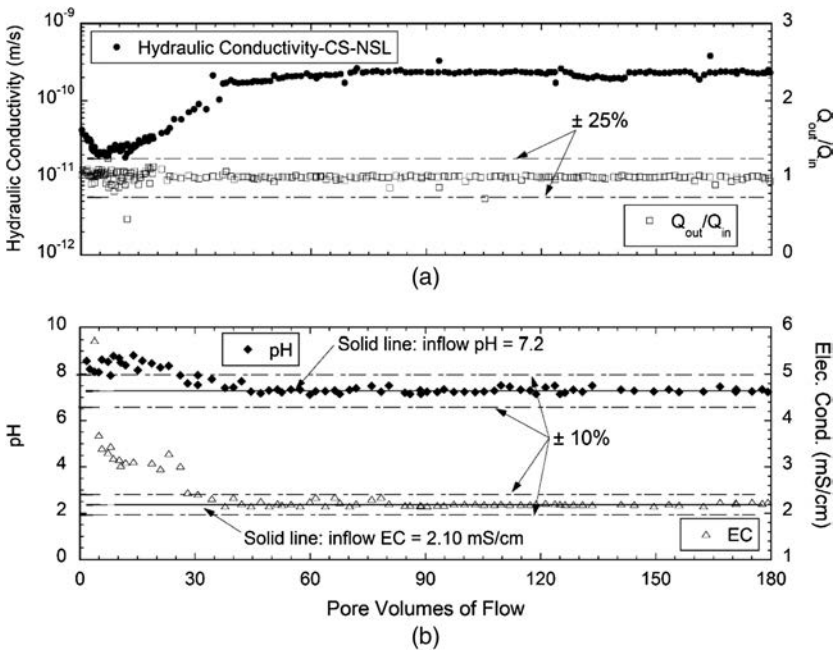 10⁻⁹
10⁻¹⁰
10⁻¹¹
10⁻¹²
Hydraulic Conductivity (m/s)
Hydraulic Conductivity-CS-NSL
± 25%
Q_out/Q_in
3
2
1
0
Q_out/Q_in
(a)
10
8
6
4
2
0
pH
pH
Solid line: inflow pH = 7.2
± 10%
Solid line: inflow EC = 2.10 mS/cm
EC
6
5
4
3
2
1
Elec. Cond. (mS/cm)
0 30 60 90 120 150 180
Pore Volumes of Flow
(b)